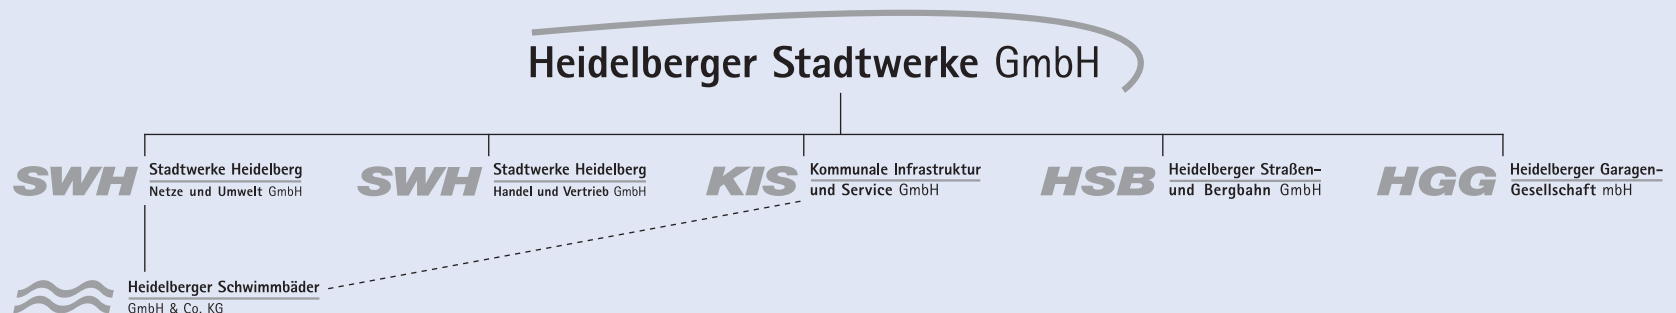 Heidelberger Stadtwerke GmbH
SWH
Stadtwerke Heidelberg
Netze und Umwelt GmbH
SWH
Stadtwerke Heidelberg
Handel und Vertrieb GmbH
KIS
Kommunale Infrastruktur
und Service GmbH
HSB
Heidelberger Straßen-
und Bergbahn GmbH
HGG
Heidelberger Garagen-
Gesellschaft mbH
Heidelberger Schwimmbäder
GmbH & Co. KG